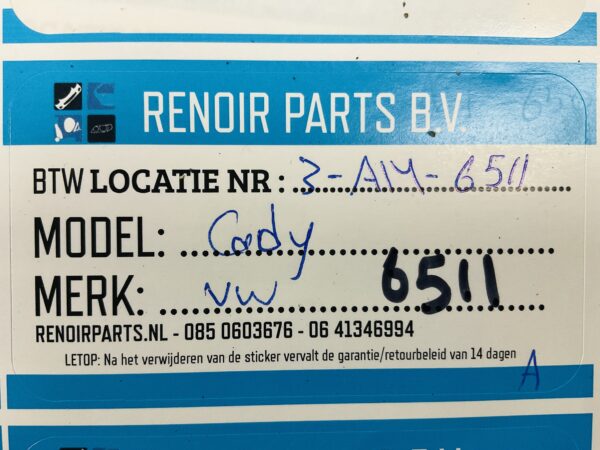 RENOIR PARTS B.V.
BTW LOCATIE NR : 3-AM-6511
MODEL: Cady
MERK: VW 6511
RENOIRPARTS.NL - 085 0603676 - 06 41346994
LETOP: Na het verwijderen van de sticker vervalt de garantie/retourbeleid van 14 dagen
A